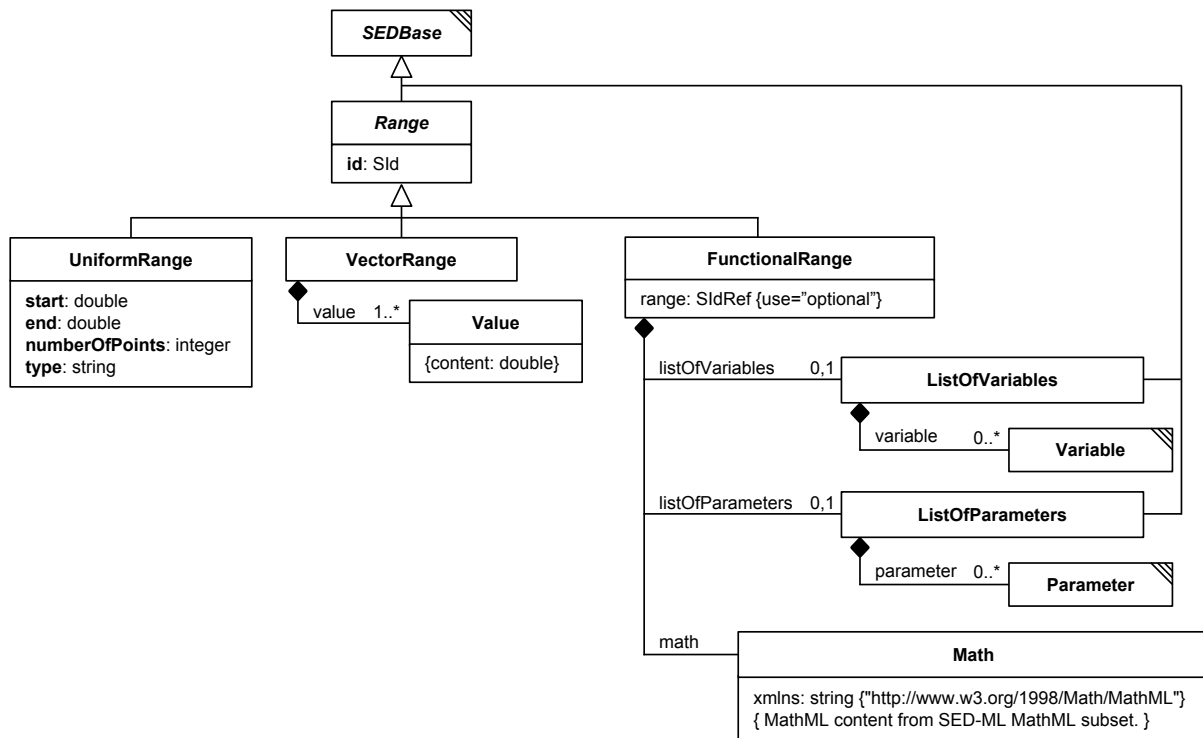 SEDBase
Range
id: SId
UniformRange
start: double
end: double
numberOfPoints: integer
type: string
VectorRange
value 1..*
Value
{content: double}
FunctionalRange
range: SIdRef {use=”optional”}
listOfVariables 0,1
ListOfVariables
variable 0..*
Variable
listOfParameters 0,1
ListOfParameters
parameter 0..*
Parameter
math
Math
xmlns: string {"http://www.w3.org/1998/Math/MathML"}
{ MathML content from SED-ML MathML subset. }